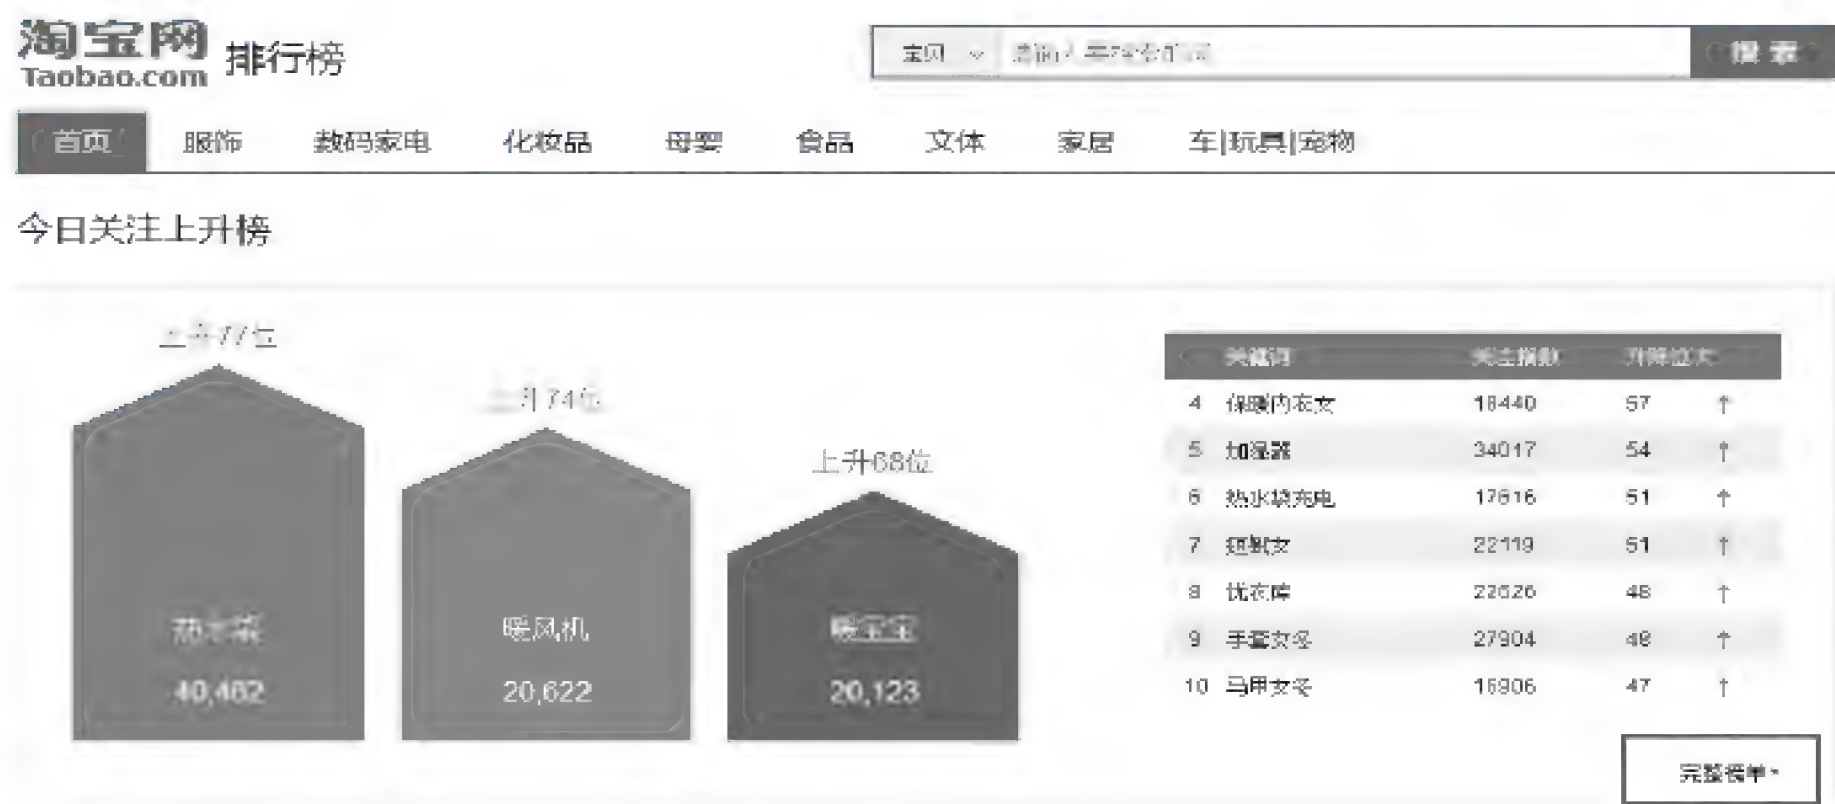 淘宝网
Taobao.com 排行榜
宝贝 搜索
首页 服饰 数码家电 化妆品 母婴 食品 文体 家居 车|玩具|宠物
今日关注上升榜
上升77位
上升74位
上升68位
热水袋
40,482
暖风机
20,622
暖宝宝
20,123
关键词 关注指数 升降位次
4 保暖内衣女 18440 57 ↑
5 加湿器 34017 54 ↑
6 热水袋充电 17616 51 ↑
7 短靴女 22119 51 ↑
8 优衣库 22626 48 ↑
9 手套女冬 27904 48 ↑
10 马甲女冬 16906 47 ↑
完整榜单